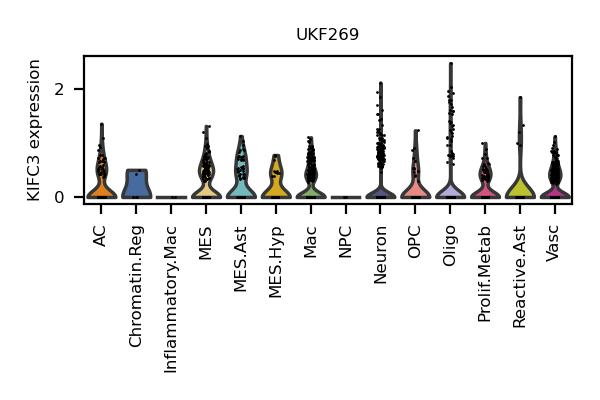 UKF269
KIFC3 expression
2
0
AC
Chromatin.Reg
Inflammatory.Mac
MES
MES.Ast
MES.Hyp
Mac
NPC
Neuron
OPC
Oligo
Prolif.Metab
Reactive.Ast
Vasc